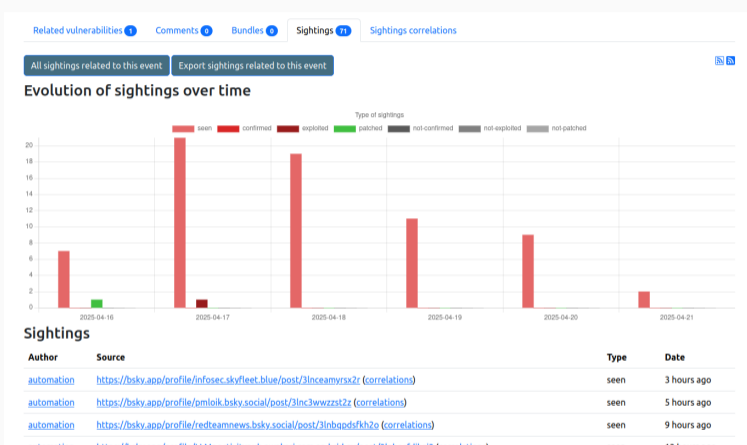 Related vulnerabilities 1 Comments 0 Bundles 0 Sightings 71 Sightings correlations
All sightings related to this event Export sightings related to this event
Evolution of sightings over time
Type of sightings
seen confirmed exploited patched not-confirmed not-exploited not-patched
20
18
16
14
12
10
8
6
4
2
0
2025-04-16 2025-04-17 2025-04-18 2025-04-19 2025-04-20 2025-04-21
Sightings
Author Source Type Date
automation https://bsky.app/profile/infosec.skyfleet.blue/post/3lnceamyrsx2r (correlations) seen 3 hours ago
automation https://bsky.app/profile/pmloik.bsky.social/post/3lnc3wwzzst2z (correlations) seen 5 hours ago
automation https://bsky.app/profile/redteamnews.bsky.social/post/3lnbqpdsfkh2o (correlations) seen 9 hours ago